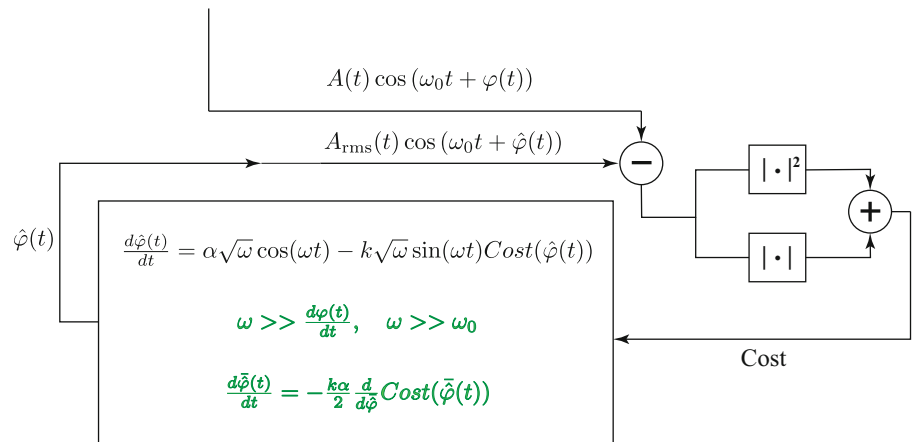 A(t) cos (ω₀t + φ(t))
A_rms(t) cos (ω₀t + φ̂(t))
−
| • |²
+
φ̂(t)
dφ̂(t)/dt = α√ω cos(ωt) − k√ω sin(ωt)Cost(φ̂(t))
| • |
ω >> dφ(t)/dt, ω >> ω₀
Cost
dφ̂̄(t)/dt = −kα/2 d/dφ̂̄ Cost(φ̂̄(t))